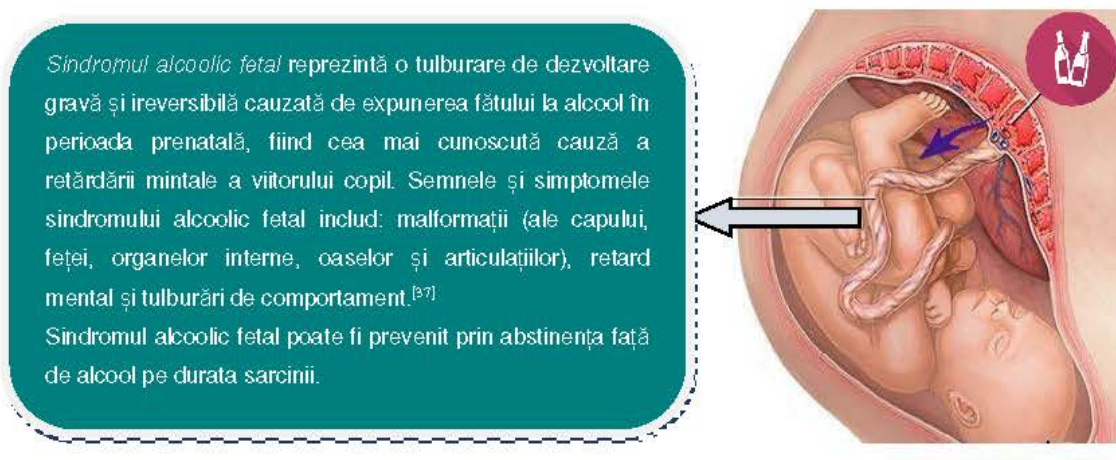 Sindromul alcoolic fetal reprezintă o tulburare de dezvoltare
gravă și ireversibilă cauzată de expunerea fătului la alcool în
perioada prenatală, fiind cea mai cunoscută cauză a
retărdării mintale a viitorului copil. Semnele și simptomele
sindromului alcoolic fetal includ: malformații (ale capului,
feței, organelor interne, oaselor și articulațiilor), retard
mental și tulburări de comportament.[37]
Sindromul alcoolic fetal poate fi prevenit prin abstinența față
de alcool pe durata sarcinii.